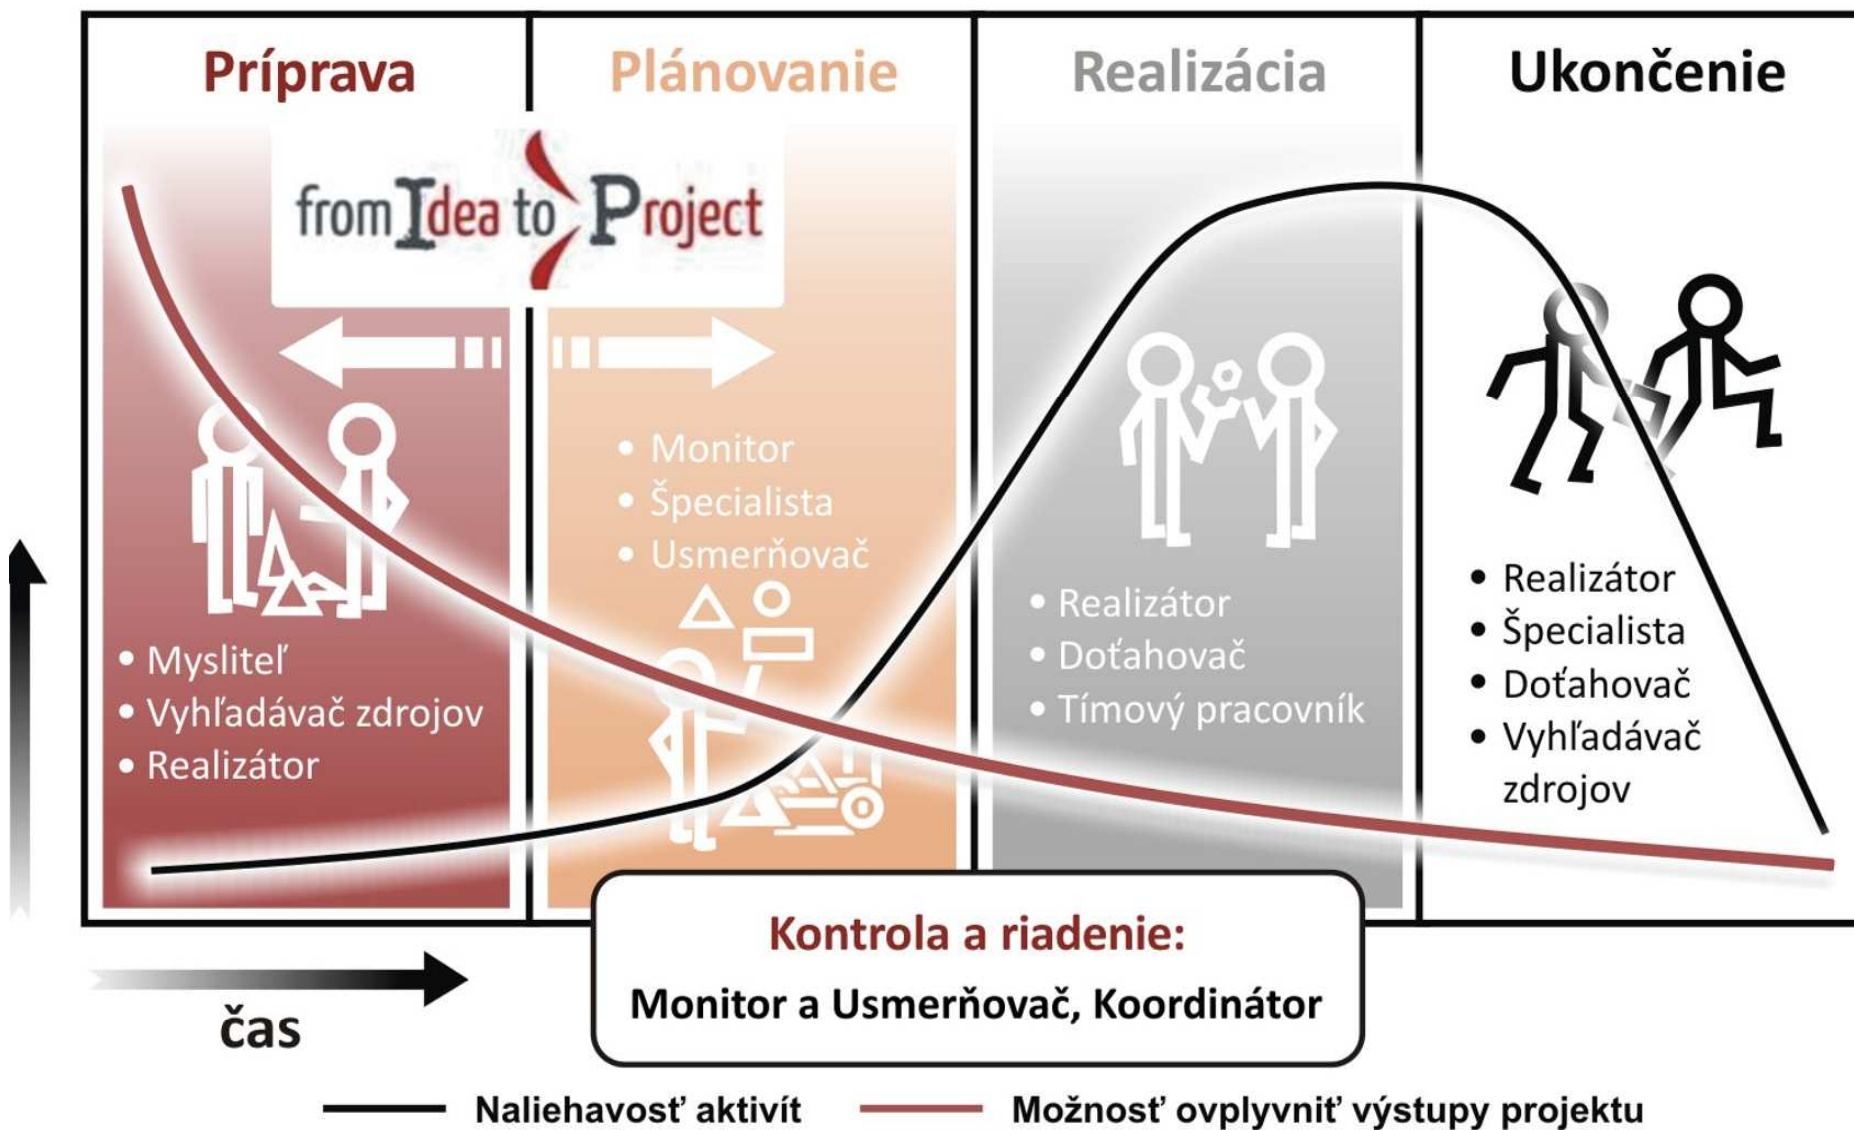 Príprava
Plánovanie
Realizácia
Ukončenie
from Idea to Project
• Mysliteľ
• Vyhľadávač zdrojov
• Realizátor
• Monitor
• Špecialista
• Usmerňovač
• Realizátor
• Doťahovač
• Tímový pracovník
• Realizátor
• Špecialista
• Doťahovač
• Vyhľadávač
zdrojov
Kontrola a riadenie:
Monitor a Usmerňovač, Koordinátor
čas
Naliehavosť aktivít
Možnosť ovplyvniť výstupy projektu